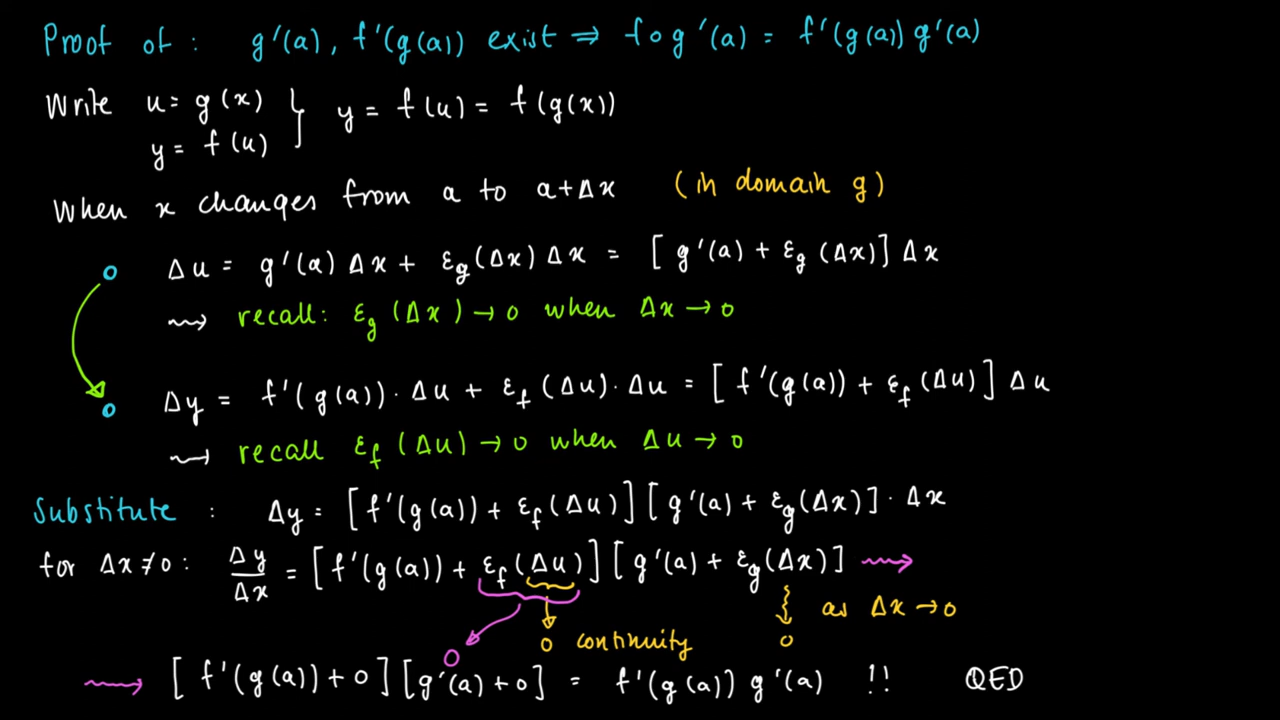 Proof of : g'(a), f'(g(a)) exist ⇒ f∘g'(a) = f'(g(a)) g'(a)
Write u = g(x) } y = f(u) = f(g(x))
y = f(u)
When x changes from a to a+Δx (in domain g)
Δu = g'(a) Δx + ε_g(Δx) Δx = [g'(a) + ε_g(Δx)] Δx
⇝ recall: ε_g(Δx) → 0 when Δx → 0
Δy = f'(g(a)) · Δu + ε_f(Δu) · Δu = [f'(g(a)) + ε_f(Δu)] Δu
⇝ recall ε_f(Δu) → 0 when Δu → 0
Substitute : Δy = [f'(g(a)) + ε_f(Δu)] [g'(a) + ε_g(Δx)] · Δx
for Δx ≠ 0 : Δy/Δx = [f'(g(a)) + ε_f(Δu)] [g'(a) + ε_g(Δx)] ⇝
as Δx → 0
0 0 continuity 0
⇝ [f'(g(a)) + 0] [g'(a) + 0] = f'(g(a)) g'(a) !! QED